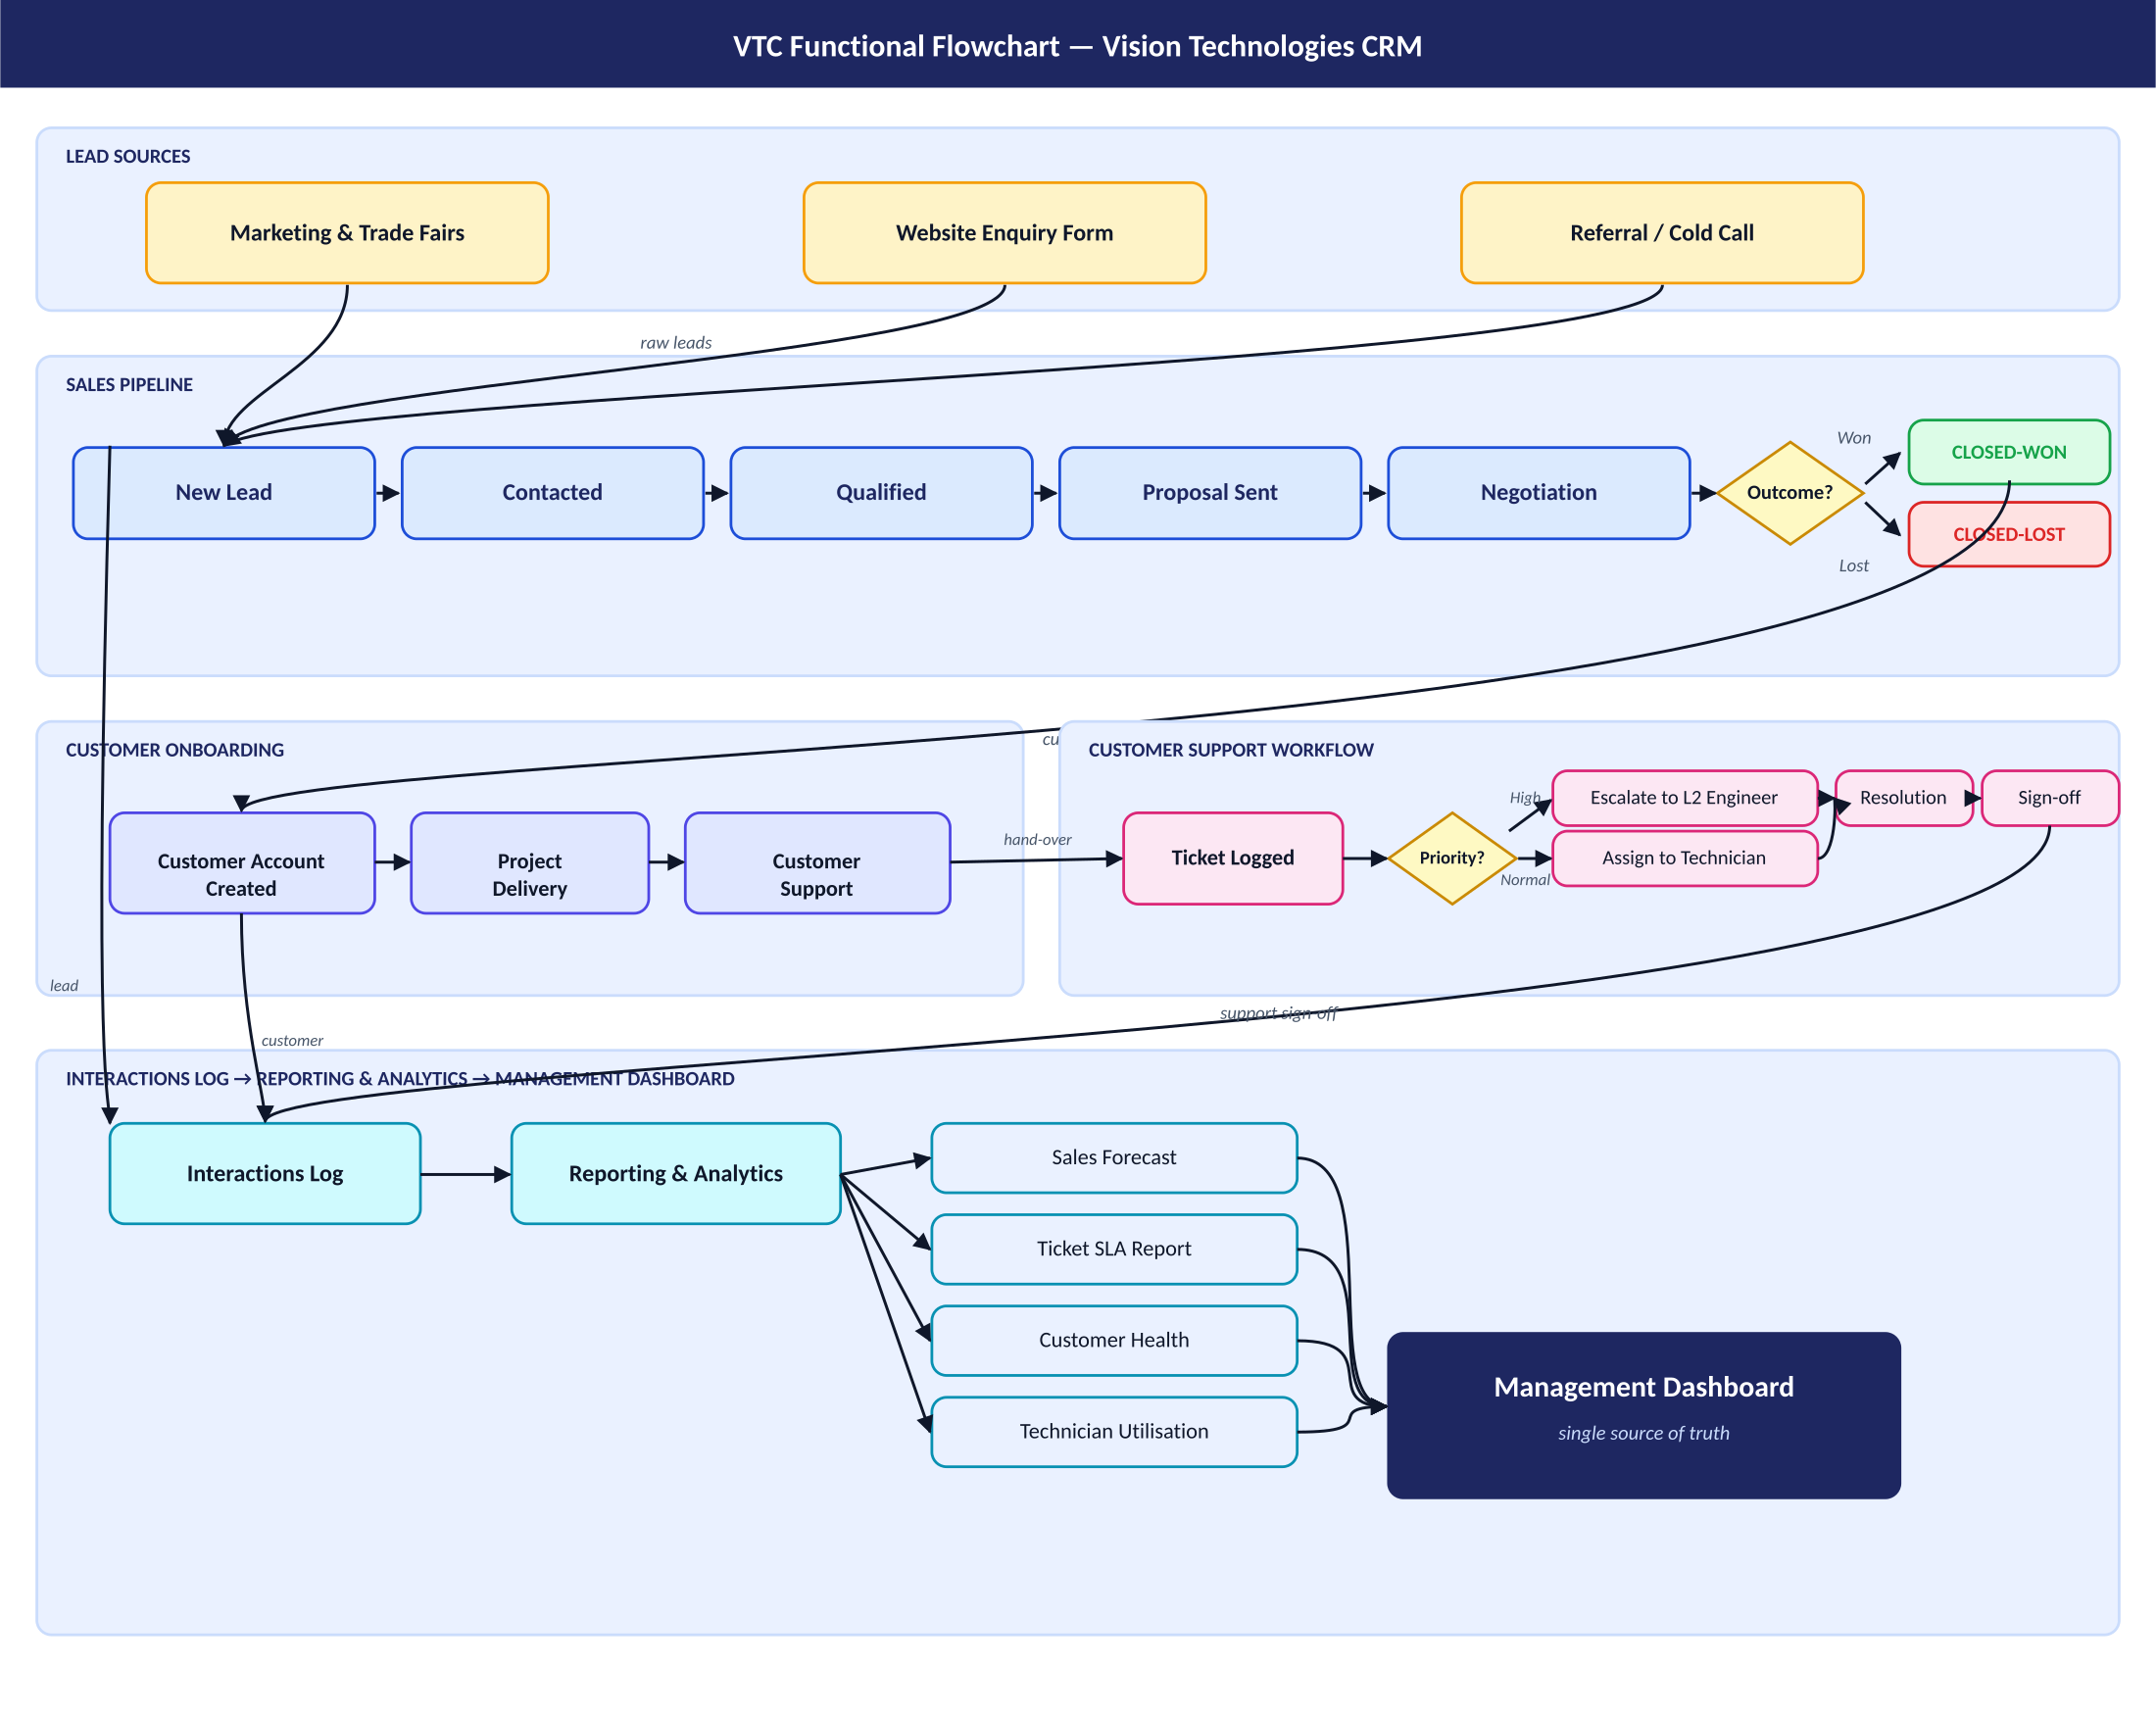 VTC Functional Flowchart — Vision Technologies CRM
LEAD SOURCES
Marketing & Trade Fairs
Website Enquiry Form
Referral / Cold Call
raw leads
SALES PIPELINE
New Lead
Contacted
Qualified
Proposal Sent
Negotiation
Outcome?
Won
CLOSED-WON
CLOSED-LOST
Lost
CUSTOMER ONBOARDING
cu
Customer Account
Created
Project
Delivery
Customer
Support
hand-over
CUSTOMER SUPPORT WORKFLOW
Ticket Logged
Priority?
High
Normal
Escalate to L2 Engineer
Assign to Technician
Resolution
Sign-off
lead
customer
support sign-off
INTERACTIONS LOG → REPORTING & ANALYTICS → MANAGEMENT DASHBOARD
Interactions Log
Reporting & Analytics
Sales Forecast
Ticket SLA Report
Customer Health
Technician Utilisation
Management Dashboard
single source of truth